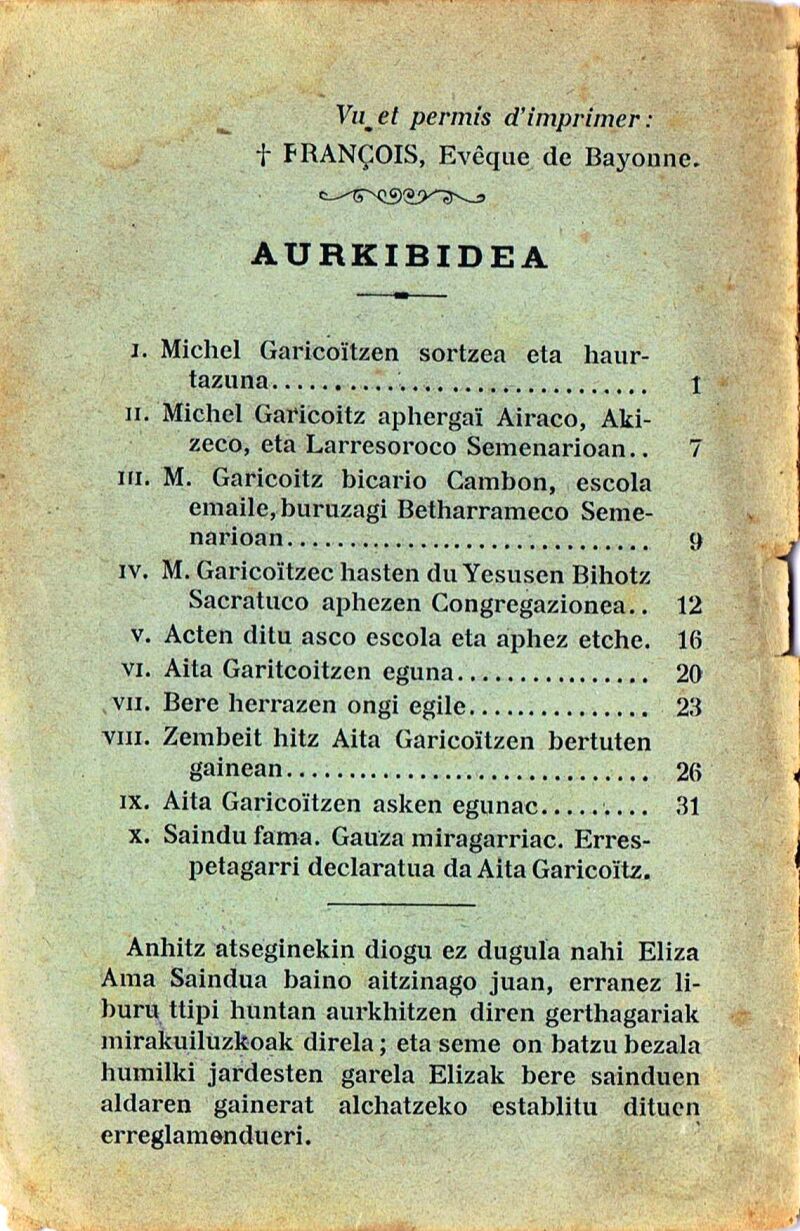 Vu et permis d'imprimer:
† FRANÇOIS, Evêque de Bayonne.
AURKIBIDEA
I. Michel Garicoïtzen sortzea eta haur-
tazuna........................................ 1
II. Michel Garicoitz aphergaï Airaco, Aki-
zeco, eta Larresoroco Semenarioan.. 7
III. M. Garicoitz bicario Cambon, escola
emaile, buruzagi Betharrameco Seme-
narioan........................................ 9
IV. M. Garicoïtzec hasten du Yesusen Bihotz
Sacratuco aphezen Congregazionea.. 12
V. Acten ditu asco escola eta aphez etche. 16
VI. Aita Garitcoitzen eguna................ 20
VII. Bere herrazen ongi egile............... 23
VIII. Zembeit hitz Aita Garicoïtzen bertuten
gainean........................................ 26
IX. Aita Garicoïtzen asken egunac.......... 31
X. Saindu fama. Gauza miragarriac. Erres-
petagarri declaratua da Aita Garicoïtz.
Anhitz atseginekin diogu ez dugula nahi Eliza
Ama Saindua baino aitzinago juan, erranez li-
buru ttipi huntan aurkhitzen diren gerthagariak
mirakuiluzkoak direla; eta seme on batzu bezala
humilki jardesten garela Elizak bere sainduen
aldaren gainerat alchatzeko establitu dituen
erreglamendueri.